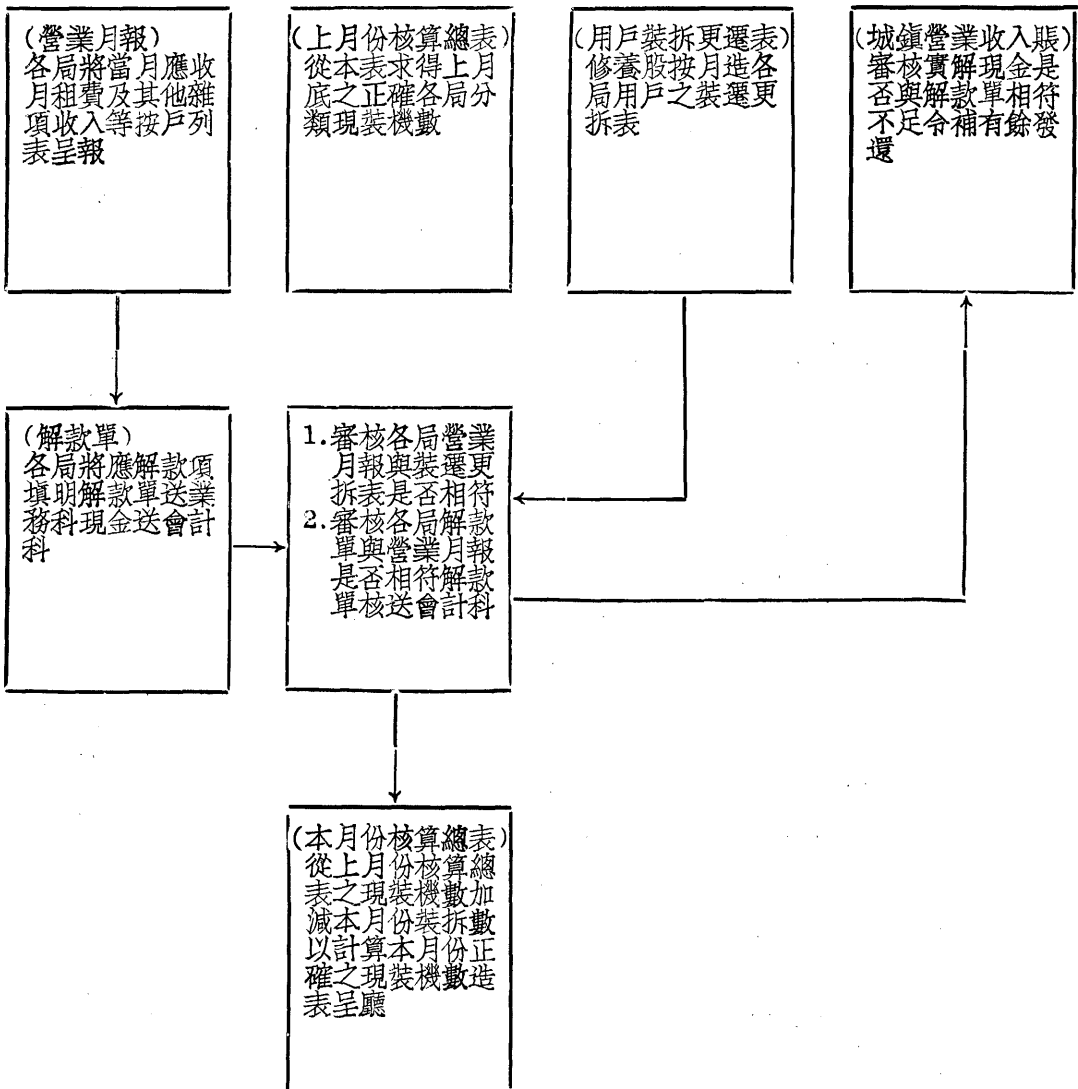 (營業月報)
各局將當月應收
月租費及其他雜
項收入等按戶列
表呈報
(上月份核算總表)
從本表求得上月
底之正確各局分
類現裝機數
(用戶裝拆更遷表)
修養股按月造各
局用戶之裝遷更
拆表
(城鎮營業收入賬)
審核實解現金是
否與解款單相符
不足令補有餘發
還
(解款單)
各局將應解款項
填明解款單送業
務科現金送會計
科
1.審核各局營業
月報與裝遷更
拆表是否相符
2.審核各局解款
單與營業月報
是否相符解款
單核送會計科
(本月份核算總表)
從上月份核算總
表之現裝機數加
減本月份裝拆數
以計算本月份正
確之現裝機數造
表呈廳